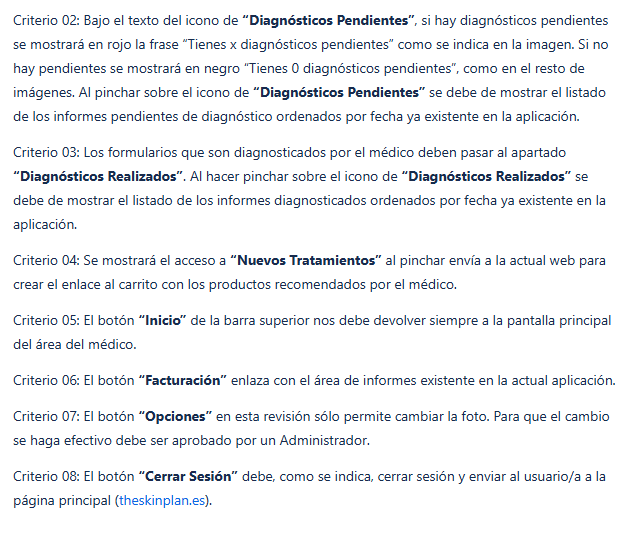 Criterio 02: Bajo el texto del icono de “Diagnósticos Pendientes”, si hay diagnósticos pendientes
se mostrará en rojo la frase “Tienes x diagnósticos pendientes” como se indica en la imagen. Si no
hay pendientes se mostrará en negro “Tienes 0 diagnósticos pendientes”, como en el resto de
imágenes. Al pinchar sobre el icono de “Diagnósticos Pendientes” se debe de mostrar el listado
de los informes pendientes de diagnóstico ordenados por fecha ya existente en la aplicación.
Criterio 03: Los formularios que son diagnosticados por el médico deben pasar al apartado
“Diagnósticos Realizados”. Al hacer pinchar sobre el icono de “Diagnósticos Realizados” se
debe de mostrar el listado de los informes diagnosticados ordenados por fecha ya existente en la
aplicación.
Criterio 04: Se mostrará el acceso a “Nuevos Tratamientos” al pinchar envía a la actual web para
crear el enlace al carrito con los productos recomendados por el médico.
Criterio 05: El botón “Inicio” de la barra superior nos debe devolver siempre a la pantalla principal
del área del médico.
Criterio 06: El botón “Facturación” enlaza con el área de informes existente en la actual aplicación.
Criterio 07: El botón “Opciones” en esta revisión sólo permite cambiar la foto. Para que el cambio
se haga efectivo debe ser aprobado por un Administrador.
Criterio 08: El botón “Cerrar Sesión” debe, como se indica, cerrar sesión y enviar al usuario/a a la
página principal (theskinplan.es).